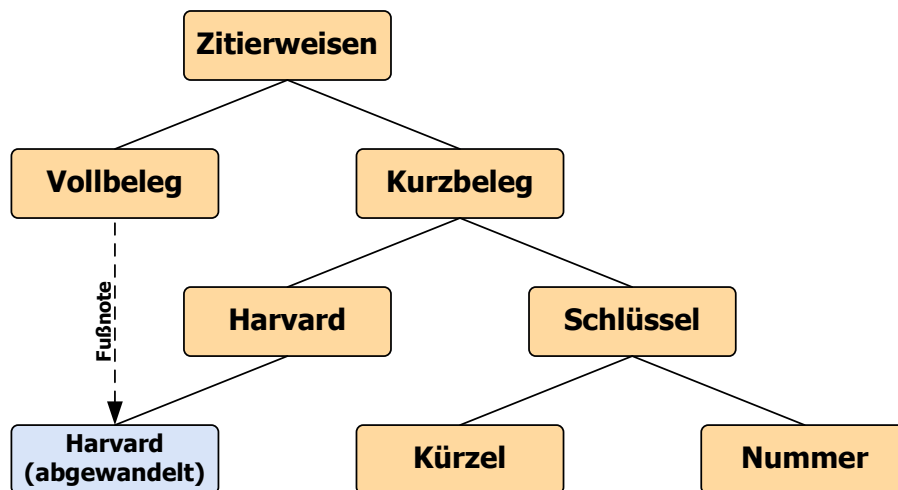 Zitierweisen
Vollbeleg
Kurzbeleg
Fußnote
Harvard
Schlüssel
Harvard
(abgewandelt)
Kürzel
Nummer